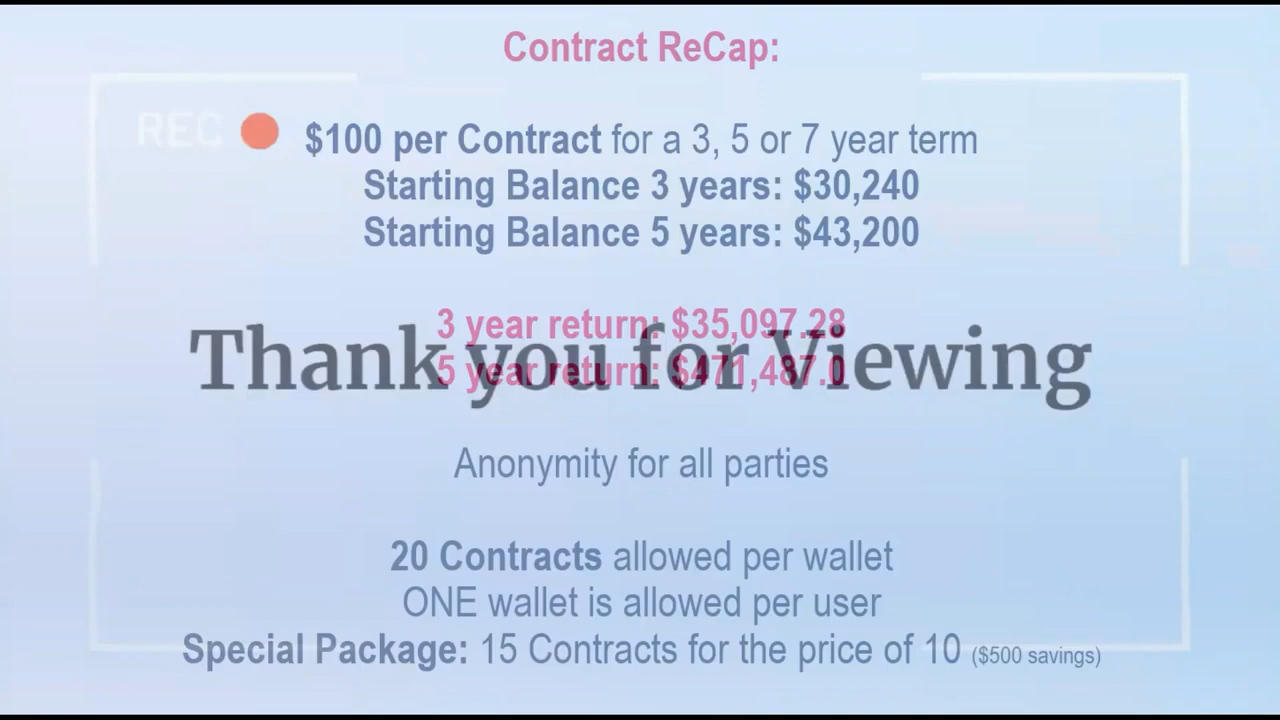 Contract ReCap:
REC
$100 per Contract for a 3, 5 or 7 year term
Starting Balance 3 years: $30,240
Starting Balance 5 years: $43,200
3 year return: $35,097.28
Thank you for Viewing
5 year return: $471,487.0
Anonymity for all parties
20 Contracts allowed per wallet
ONE wallet is allowed per user
Special Package: 15 Contracts for the price of 10 ($500 savings)